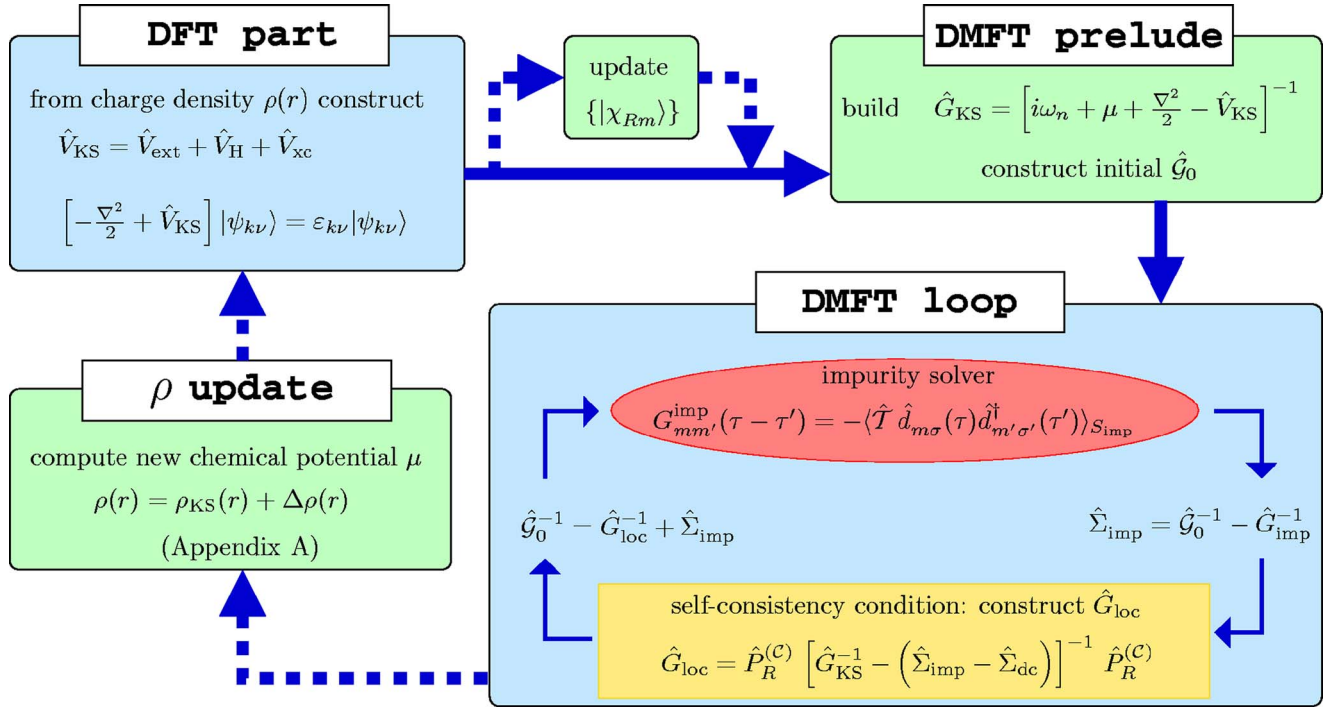 DFT part
from charge density ρ(r) construct
V̂_KS = V̂_ext + V̂_H + V̂_xc
[−∇²/2 + V̂_KS] |ψ_kν⟩ = ε_kν|ψ_kν⟩
update
{|χ_Rm⟩}
DMFT prelude
build Ĝ_KS = [iω_n + μ + ∇²/2 − V̂_KS]⁻¹
construct initial 𝒢̂_0
DMFT loop
impurity solver
G^imp_mm′(τ − τ′) = −⟨𝒯̂ d̂_mσ(τ)d̂†_m′σ′(τ′)⟩_S_imp
𝒢̂_0⁻¹ − Ĝ_loc⁻¹ + Σ̂_imp
Σ̂_imp = 𝒢̂_0⁻¹ − Ĝ_imp⁻¹
self-consistency condition: construct Ĝ_loc
Ĝ_loc = P̂_R^(𝒞) [Ĝ_KS⁻¹ − (Σ̂_imp − Σ̂_dc)]⁻¹ P̂_R^(𝒞)
ρ update
compute new chemical potential μ
ρ(r) = ρ_KS(r) + Δρ(r)
(Appendix A)